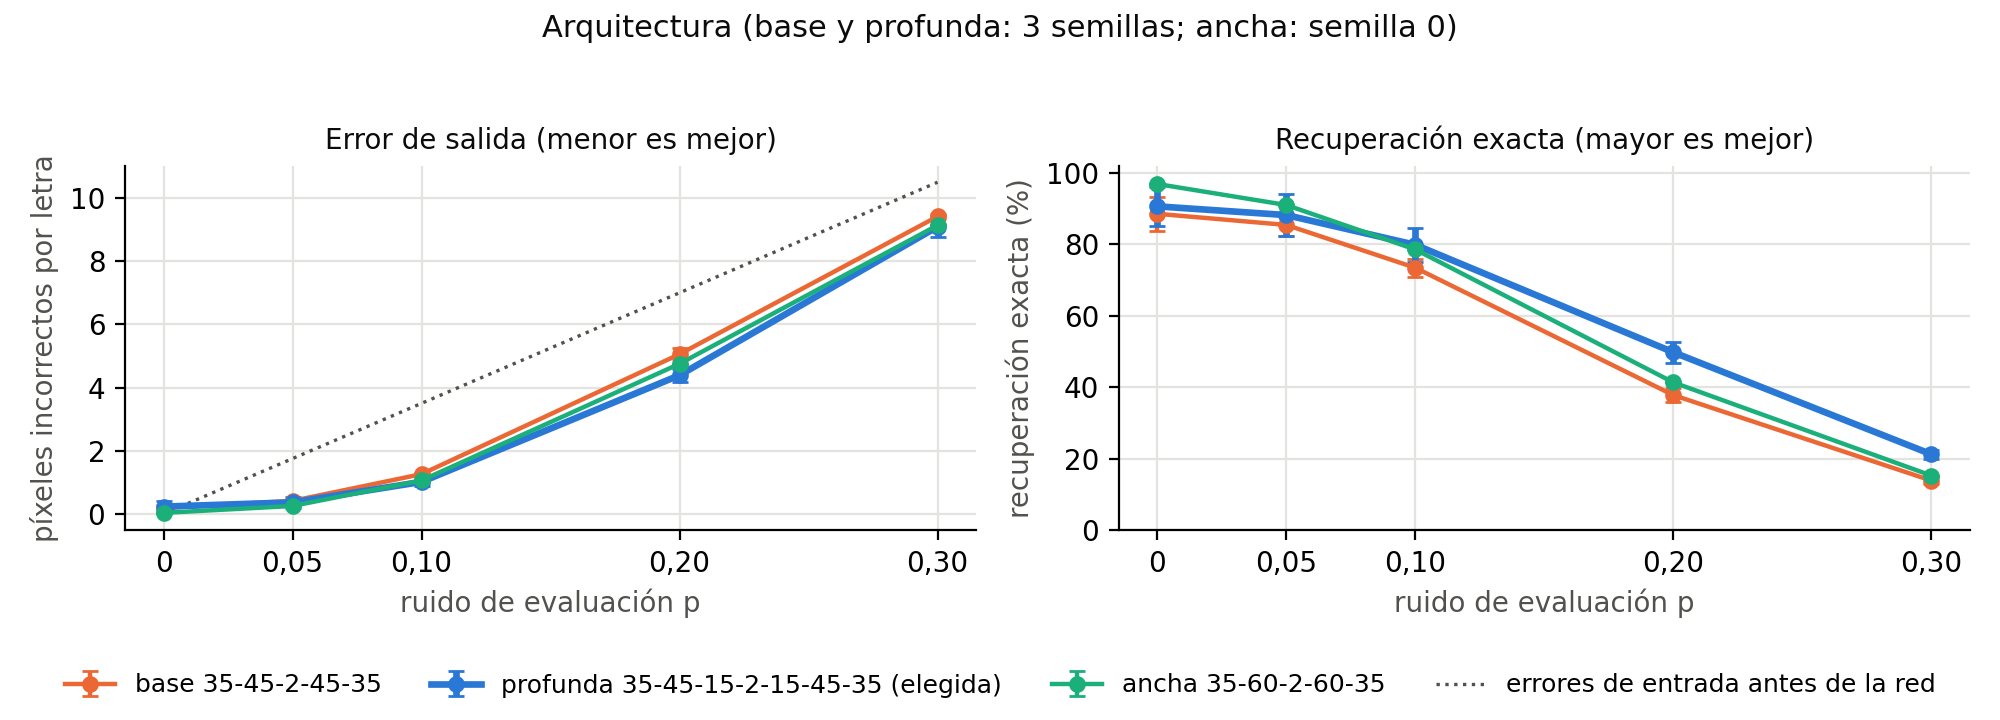 Arquitectura (base y profunda: 3 semillas; ancha: semilla 0)
Error de salida (menor es mejor)
píxeles incorrectos por letra
10
8
6
4
2
0
0 0,05 0,10 0,20 0,30
ruido de evaluación p
Recuperación exacta (mayor es mejor)
recuperación exacta (%)
100
80
60
40
20
0
0 0,05 0,10 0,20 0,30
ruido de evaluación p
base 35-45-2-45-35
profunda 35-45-15-2-15-45-35 (elegida)
ancha 35-60-2-60-35
errores de entrada antes de la red